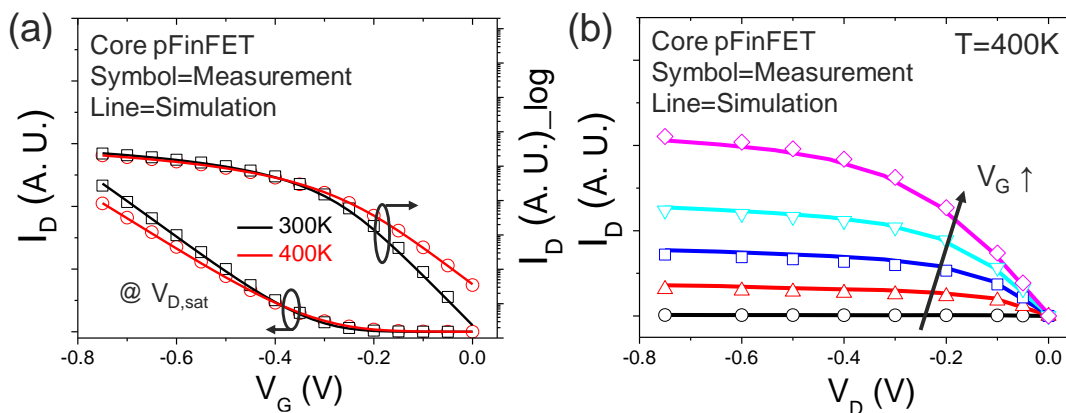 (a)
Core pFinFET
Symbol=Measurement
Line=Simulation
300K
400K
@ V_D,sat
I_D (A. U.)
I_D (A. U.)_log
-0.8 -0.6 -0.4 -0.2 0.0
V_G (V)
(b)
Core pFinFET
T=400K
Symbol=Measurement
Line=Simulation
V_G ↑
I_D (A. U.)
-0.8 -0.6 -0.4 -0.2 0.0
V_D (V)